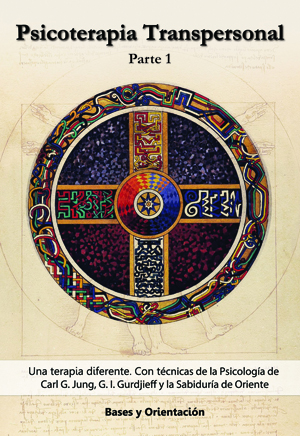 Psicoterapia Transpersonal
Parte 1
Una terapia diferente. Con técnicas de la Psicología de
Carl G. Jung, G. I. Gurdjieff y la Sabiduría de Oriente
Bases y Orientación